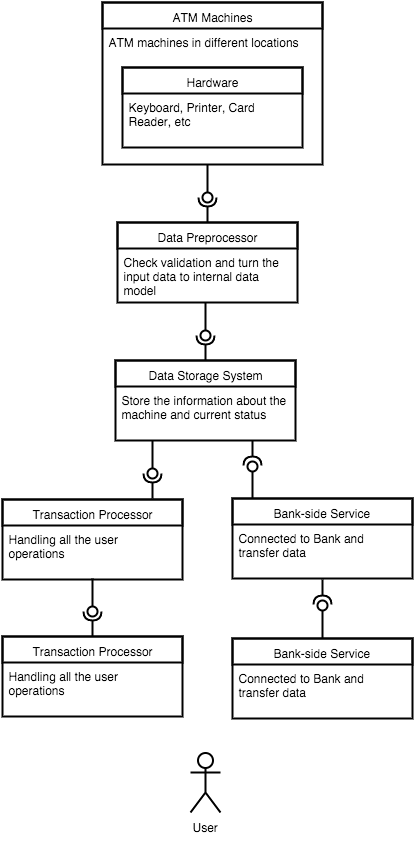 ATM Machines
ATM machines in different locations
Hardware
Keyboard, Printer, Card
Reader, etc
Data Preprocessor
Check validation and turn the
input data to internal data
model
Data Storage System
Store the information about the
machine and current status
Transaction Processor
Handling all the user
operations
Bank-side Service
Connected to Bank and
transfer data
Transaction Processor
Handling all the user
operations
Bank-side Service
Connected to Bank and
transfer data
User